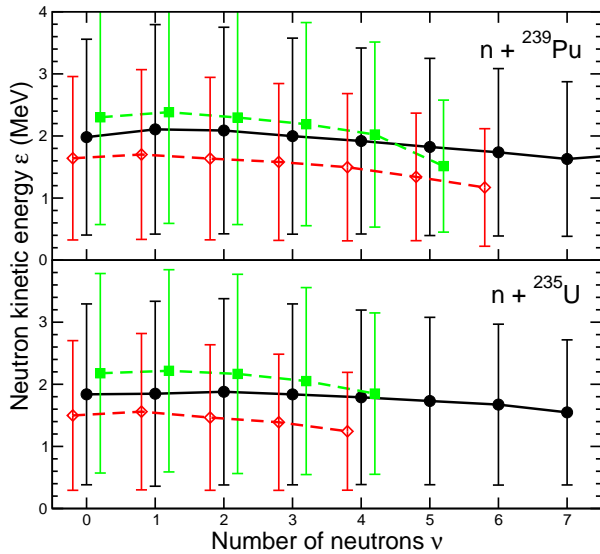 4
3
2
1
0
n + ²³⁹Pu
Neutron kinetic energy ε (MeV)
3
2
1
0
n + ²³⁵U
0 1 2 3 4 5 6 7
Number of neutrons ν